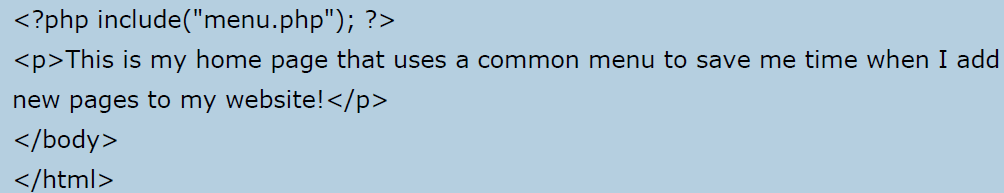 <?php include("menu.php"); ?>
<p>This is my home page that uses a common menu to save me time when I add
new pages to my website!</p>
</body>
</html>